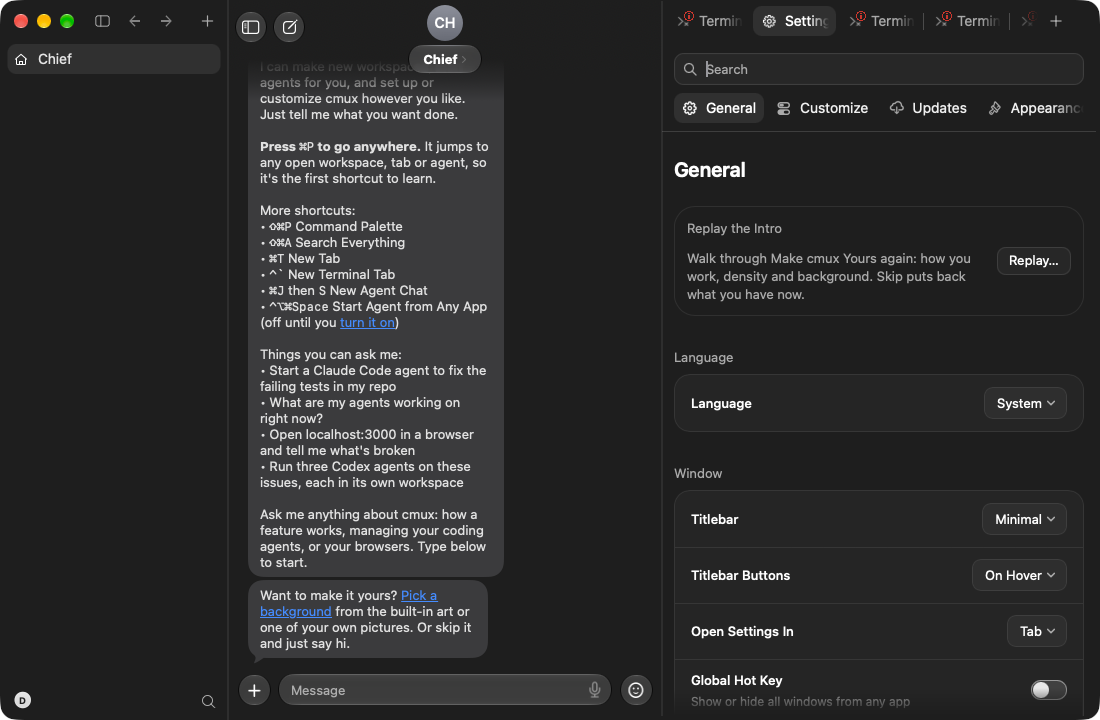 Chief
D
CH
Chief
I can make new
agents for you, and set up or
customize cmux however you like.
Just tell me what you want done.
Press ⌘P to go anywhere. It jumps to
any open workspace, tab or agent, so
it's the first shortcut to learn.
More shortcuts:
• ⇧⌘P Command Palette
• ⇧⌘A Search Everything
• ⌘T New Tab
• ^` New Terminal Tab
• ⌘J then S New Agent Chat
• ^⌥⌘Space Start Agent from Any App
(off until you turn it on)
Things you can ask me:
• Start a Claude Code agent to fix the
failing tests in my repo
• What are my agents working on
right now?
• Open localhost:3000 in a browser
and tell me what's broken
• Run three Codex agents on these
issues, each in its own workspace
Ask me anything about cmux: how a
feature works, managing your coding
agents, or your browsers. Type below
to start.
Want to make it yours? Pick a
background from the built-in art or
one of your own pictures. Or skip it
and just say hi.
Message
Termin
Setting
Termin
Termin
Search
General
Customize
Updates
Appearanc
General
Replay the Intro
Walk through Make cmux Yours again: how you
work, density and background. Skip puts back
what you have now.
Replay...
Language
Language
System
Window
Titlebar
Minimal
Titlebar Buttons
On Hover
Open Settings In
Tab
Global Hot Key
Show or hide all windows from any app